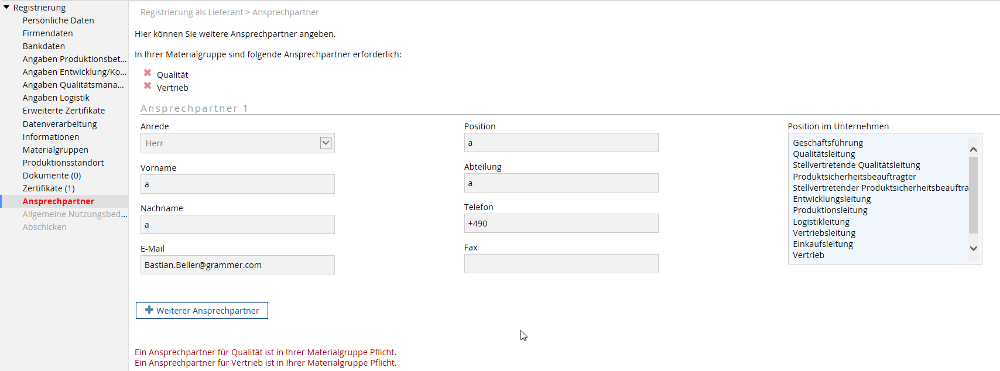 Registrierung
Persönliche Daten
Firmendaten
Bankdaten
Angaben Produktionsbet...
Angaben Entwicklung/Ko...
Angaben Qualitätsmana...
Angaben Logistik
Erweiterte Zertifikate
Datenverarbeitung
Informationen
Materialgruppen
Produktionsstandort
Dokumente (0)
Zertifikate (1)
Ansprechpartner
Allgemeine Nutzungsbed...
Abschicken
Registrierung als Lieferant > Ansprechpartner
Hier können Sie weitere Ansprechpartner angeben.
In Ihrer Materialgruppe sind folgende Ansprechpartner erforderlich:
Qualität
Vertrieb
Ansprechpartner 1
Anrede
Herr
Vorname
a
Nachname
a
E-Mail
Bastian.Beller@grammer.com
Position
a
Abteilung
a
Telefon
+490
Fax
Position im Unternehmen
Geschäftsführung
Qualitätsleitung
Stellvertretende Qualitätsleitung
Produktsicherheitsbeauftragter
Stellvertretender Produktsicherheitsbeauftra
Entwicklungsleitung
Produktionsleitung
Logistikleitung
Vertriebsleitung
Einkaufsleitung
Vertrieb
Weiterer Ansprechpartner
Ein Ansprechpartner für Qualität ist in Ihrer Materialgruppe Pflicht.
Ein Ansprechpartner für Vertrieb ist in Ihrer Materialgruppe Pflicht.